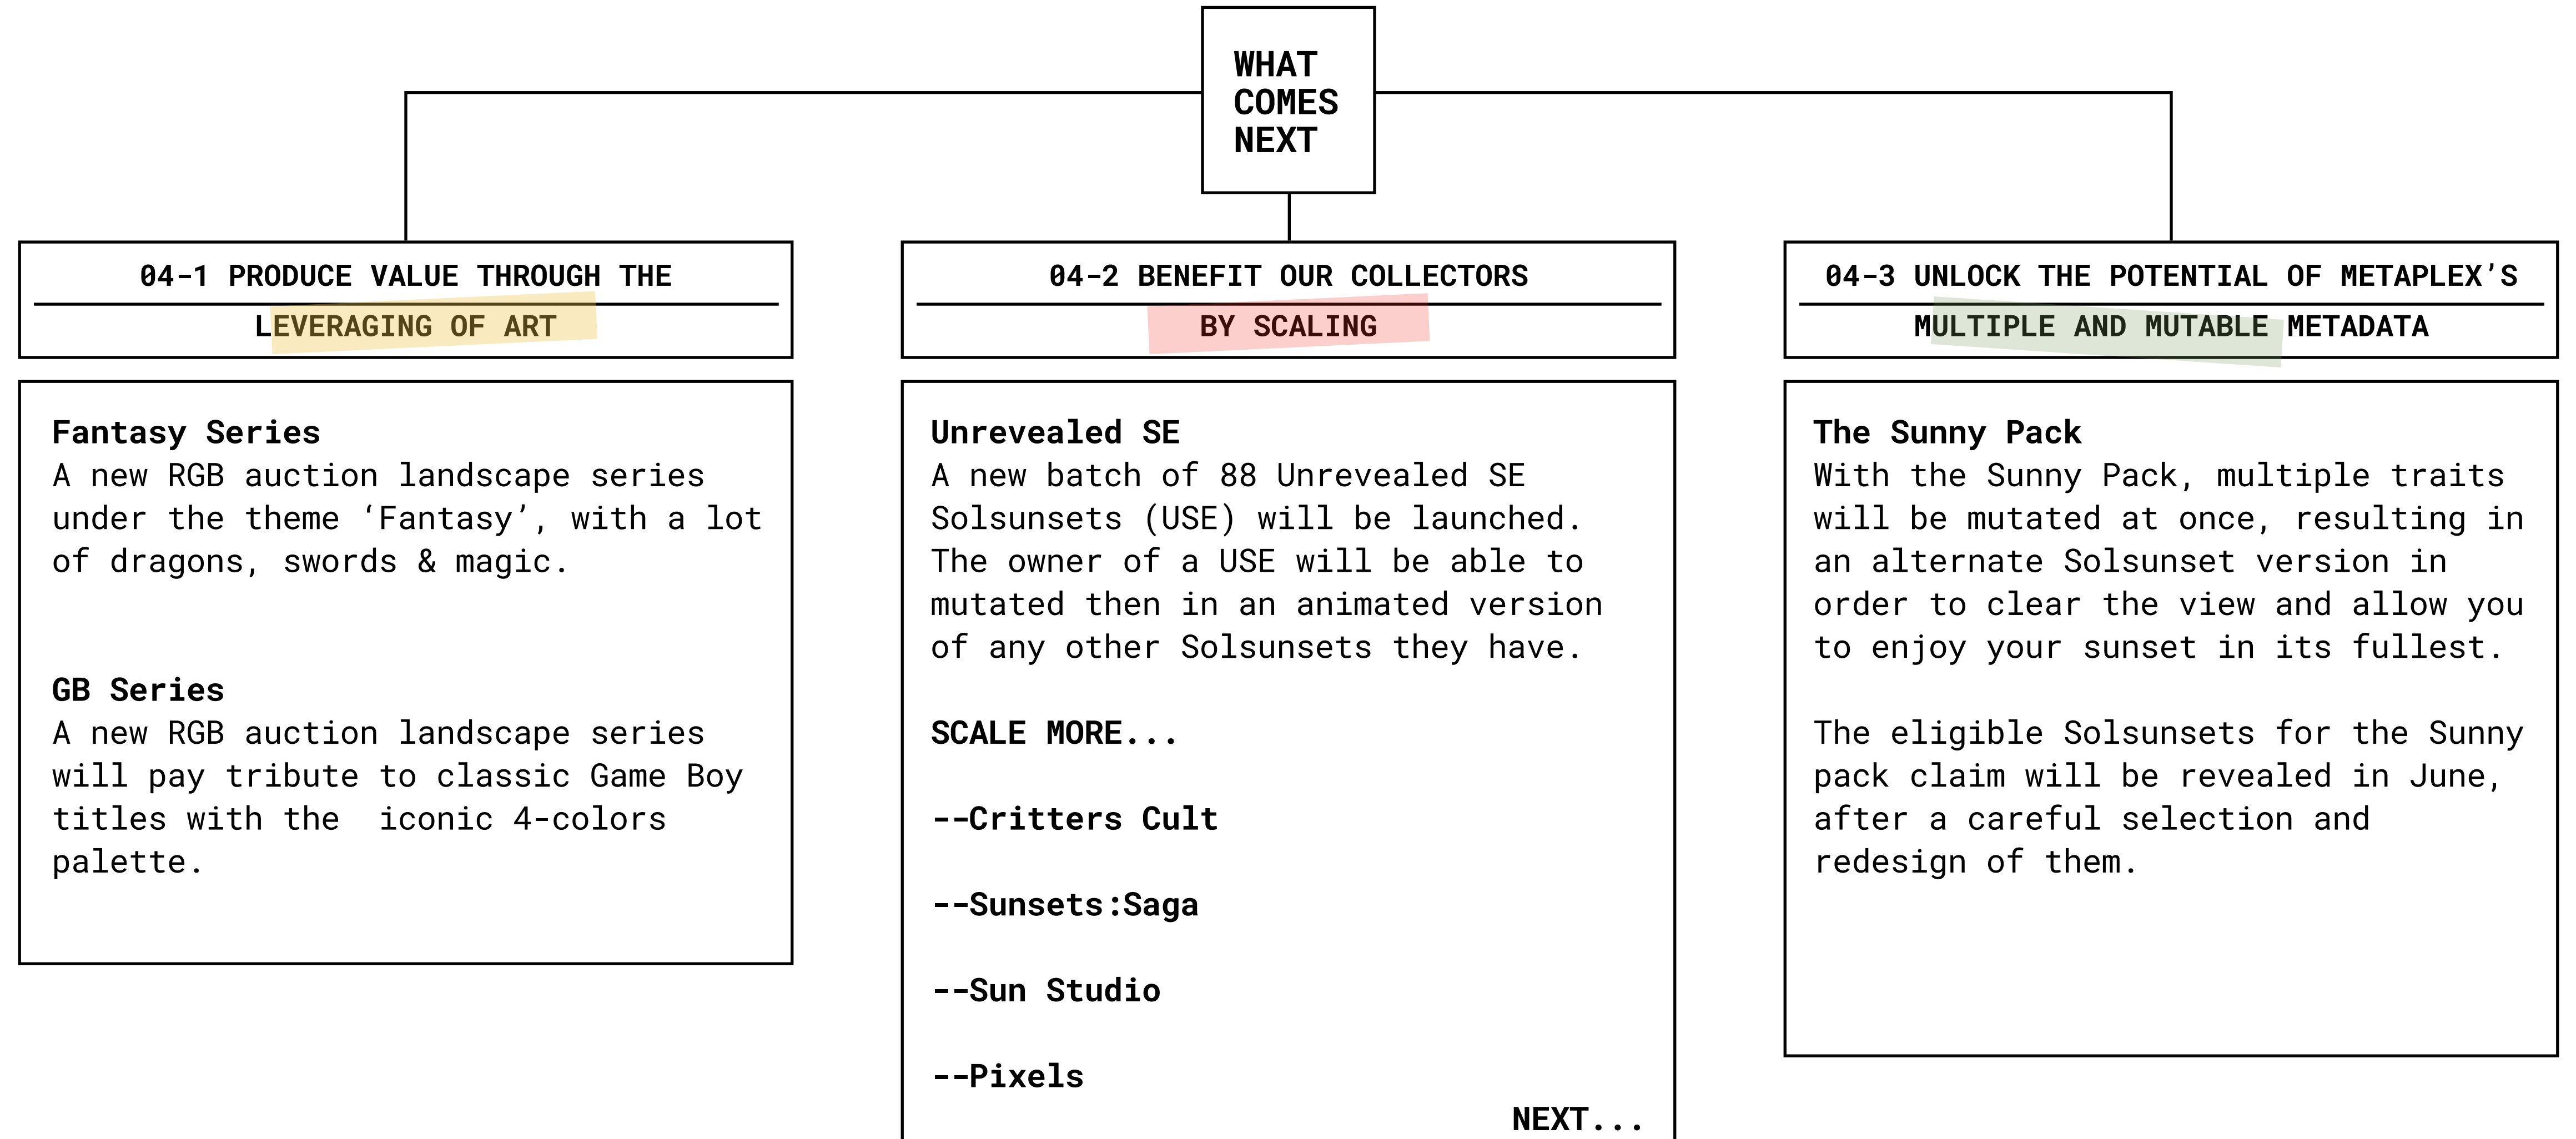 WHAT
COMES
NEXT
04-1 PRODUCE VALUE THROUGH THE
LEVERAGING OF ART
Fantasy Series
A new RGB auction landscape series
under the theme ‘Fantasy’, with a lot
of dragons, swords & magic.
GB Series
A new RGB auction landscape series
will pay tribute to classic Game Boy
titles with the  iconic 4-colors
palette.
04-2 BENEFIT OUR COLLECTORS
BY SCALING
Unrevealed SE
A new batch of 88 Unrevealed SE
Solsunsets (USE) will be launched.
The owner of a USE will be able to
mutated then in an animated version
of any other Solsunsets they have.
SCALE MORE...
--Critters Cult
--Sunsets:Saga
--Sun Studio
--Pixels
NEXT...
04-3 UNLOCK THE POTENTIAL OF METAPLEX’S
MULTIPLE AND MUTABLE METADATA
The Sunny Pack
With the Sunny Pack, multiple traits
will be mutated at once, resulting in
an alternate Solsunset version in
order to clear the view and allow you
to enjoy your sunset in its fullest.
The eligible Solsunsets for the Sunny
pack claim will be revealed in June,
after a careful selection and
redesign of them.